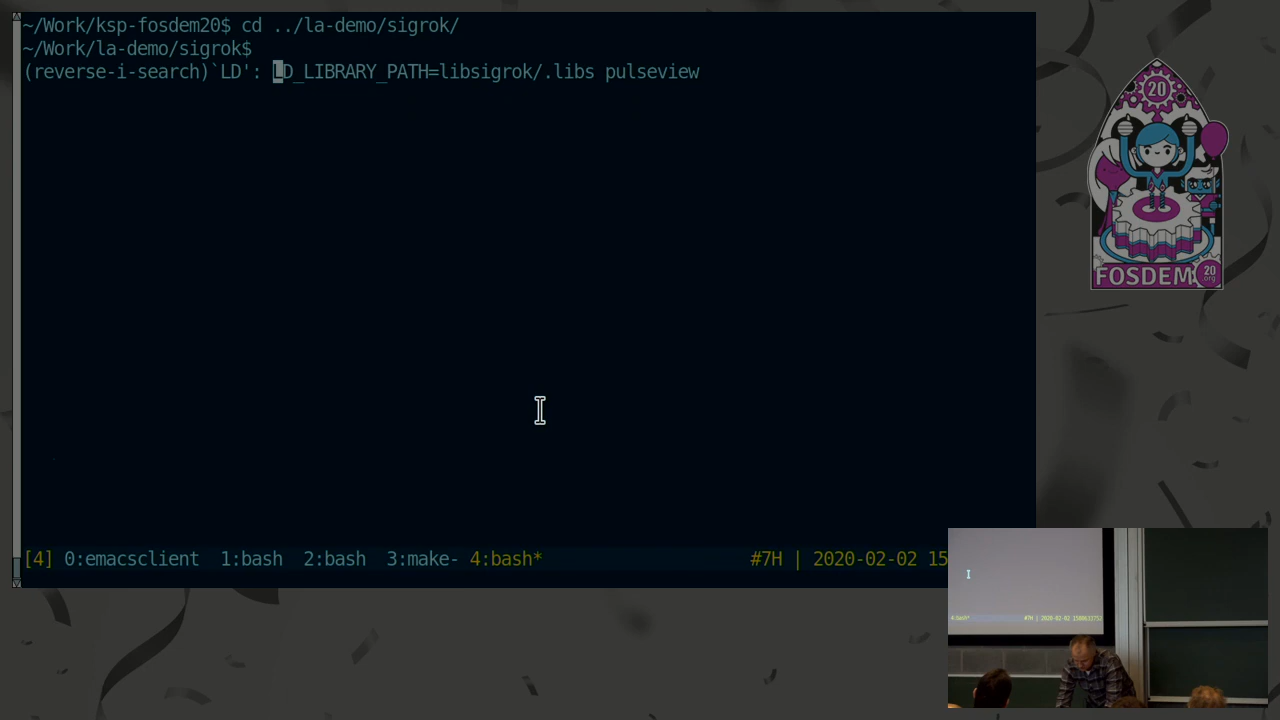 ~/Work/ksp-fosdem20$ cd ../la-demo/sigrok/
~/Work/la-demo/sigrok$
(reverse-i-search)`LD': LD_LIBRARY_PATH=libsigrok/.libs pulseview
[4] 0:emacsclient  1:bash  2:bash  3:make- 4:bash*
#7H | 2020-02-02 15
20
FOSDEM
20
.org